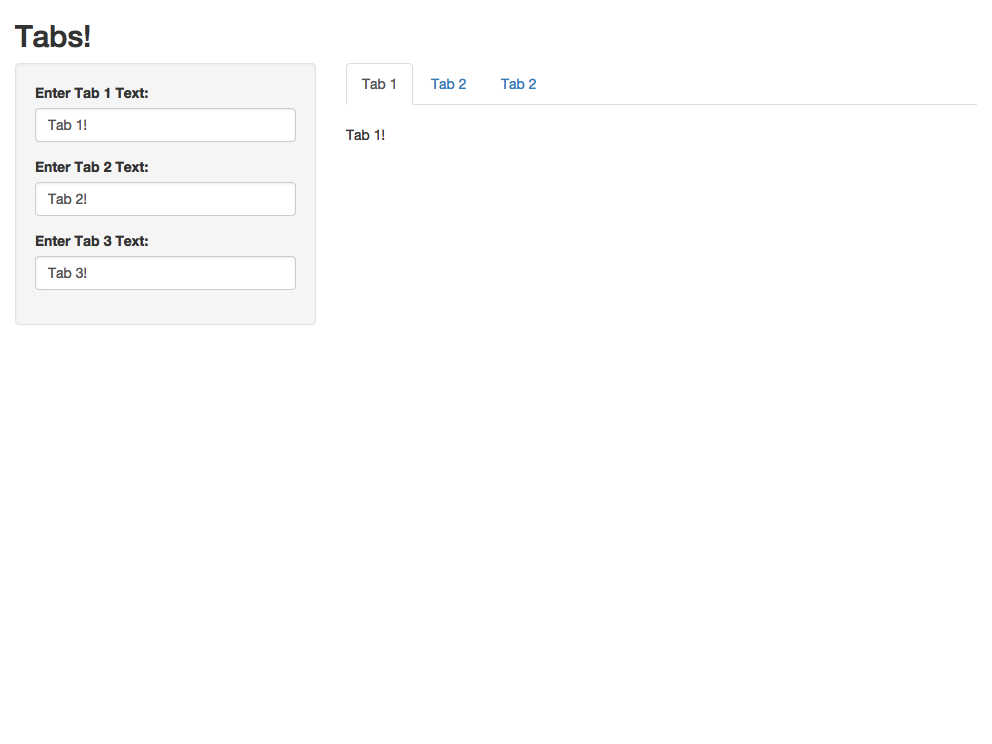 Tabs!
Enter Tab 1 Text:
Tab 1!
Enter Tab 2 Text:
Tab 2!
Enter Tab 3 Text:
Tab 3!
Tab 1 Tab 2 Tab 2
Tab 1!